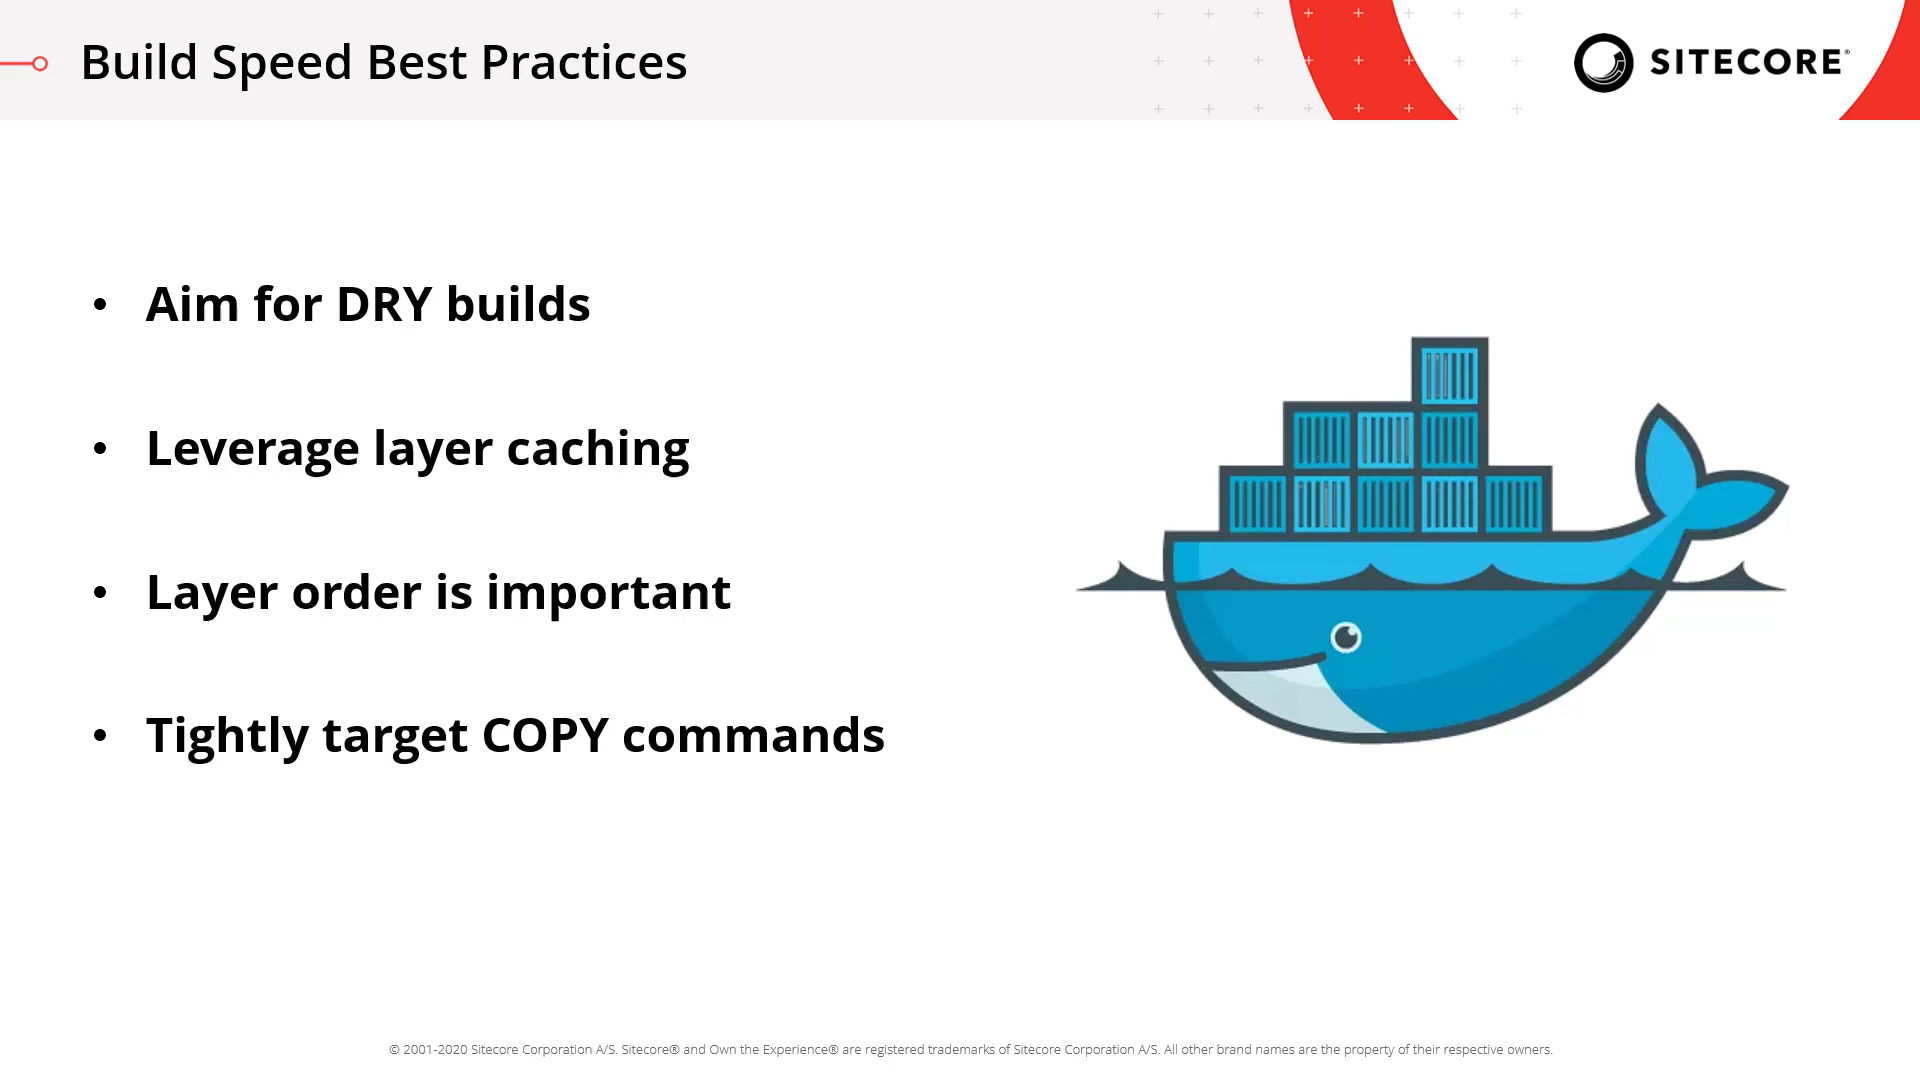 Build Speed Best Practices
SITECORE®
• Aim for DRY builds
• Leverage layer caching
• Layer order is important
• Tightly target COPY commands
© 2001-2020 Sitecore Corporation A/S. Sitecore® and Own the Experience® are registered trademarks of Sitecore Corporation A/S. All other brand names are the property of their respective owners.